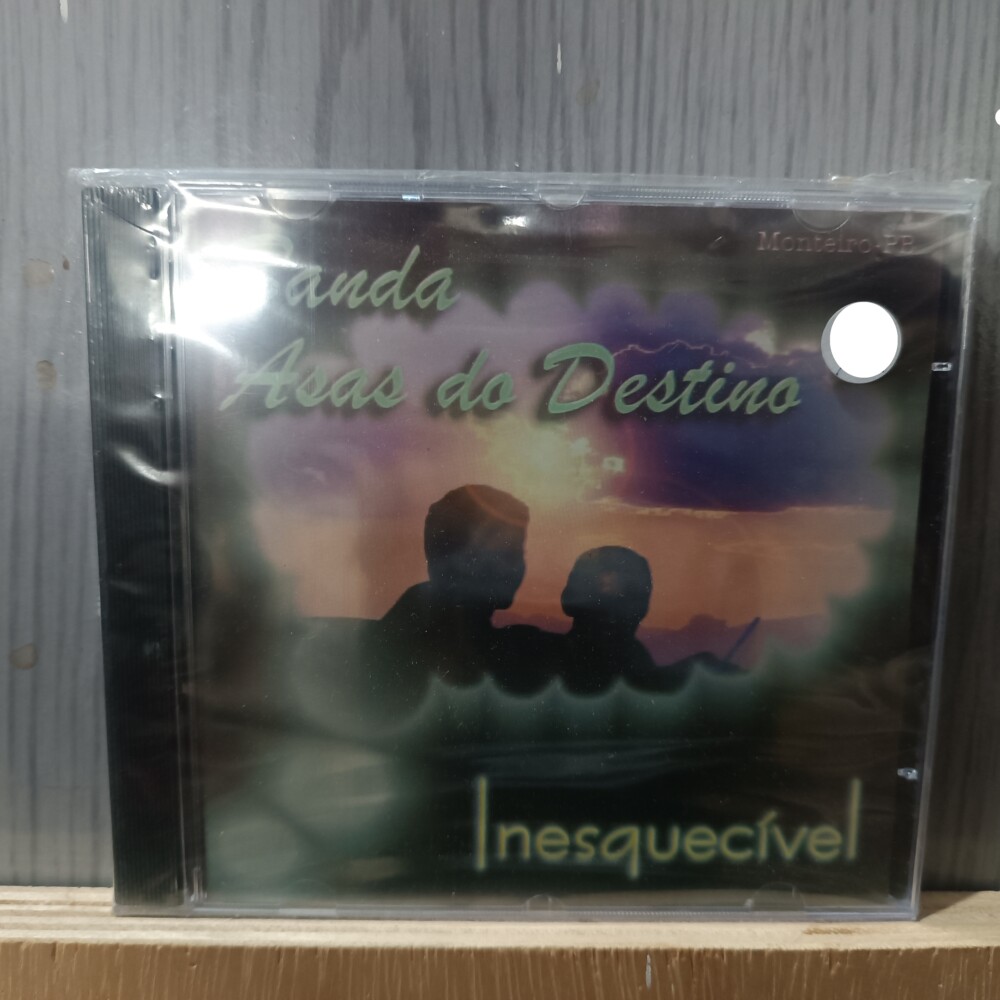 Monteiro-PB
Banda
Asas do Destino
Inesquecível